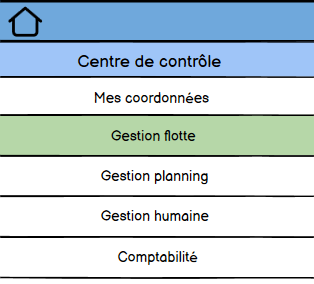 Centre de contrôle
Mes coordonnées
Gestion flotte
Gestion planning
Gestion humaine
Comptabilité